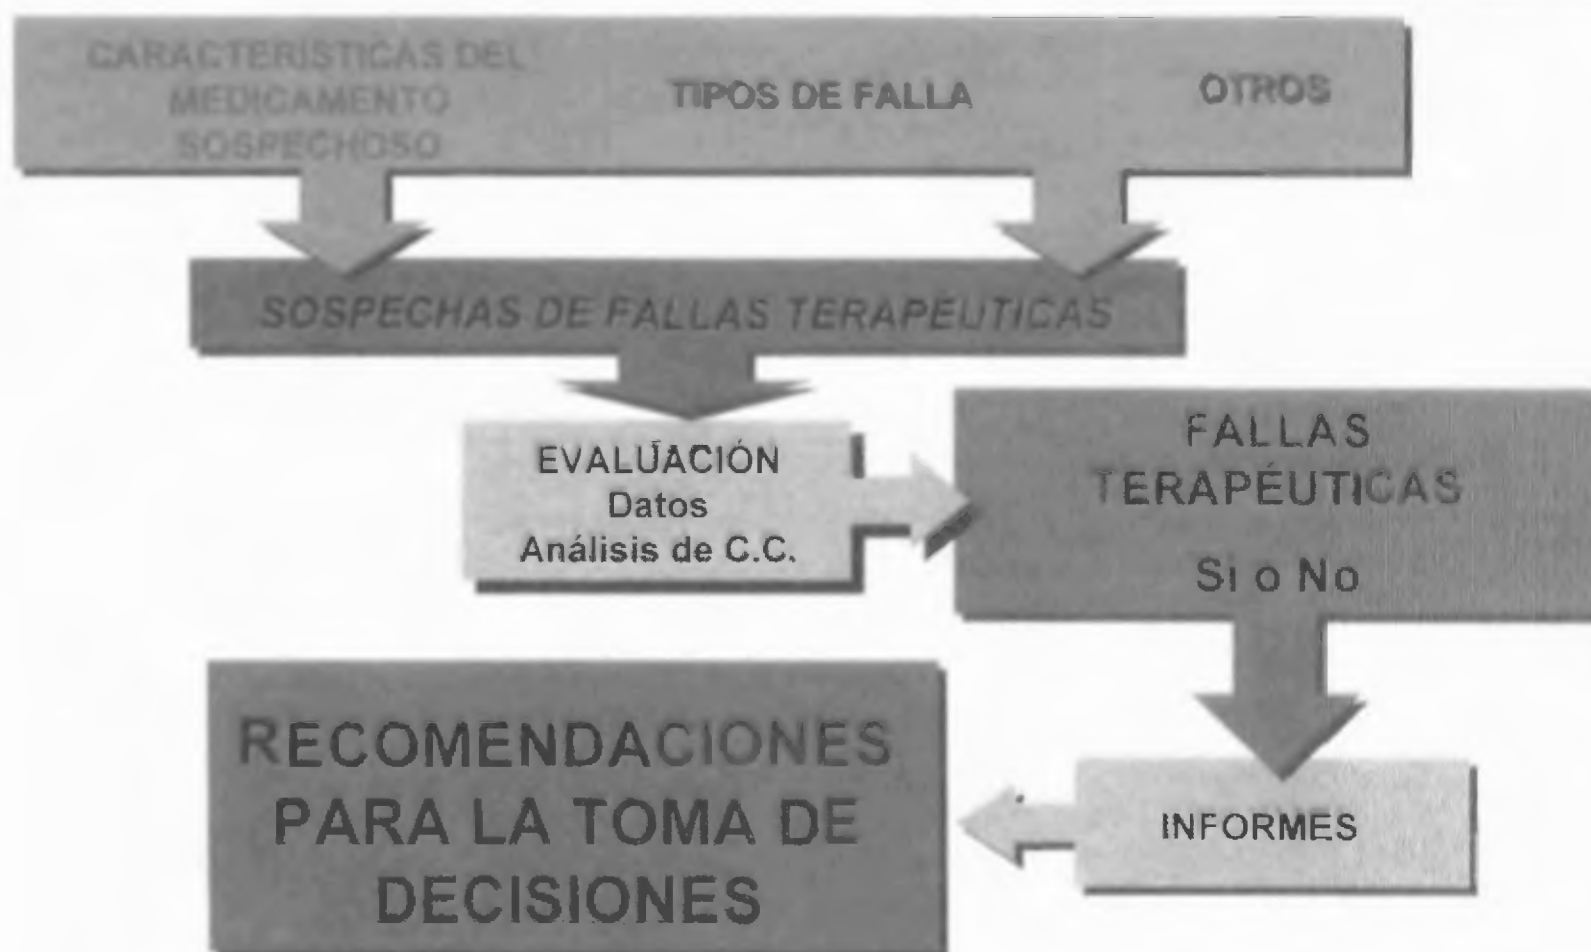 CARACTERÍSTICAS DEL
MEDICAMENTO
SOSPECHOSO
TIPOS DE FALLA
OTROS
SOSPECHAS DE FALLAS TERAPÉUTICAS
EVALUACIÓN
Datos
Análisis de C.C.
FALLAS
TERAPÉUTICAS
Si o No
INFORMES
RECOMENDACIONES
PARA LA TOMA DE
DECISIONES